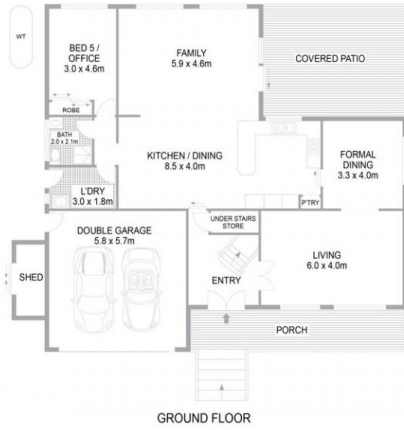 WT
BED 5 /
OFFICE
3.0 x 4.6m
FAMILY
5.9 x 4.6m
COVERED PATIO
ROBE
BATH
2.0 x 2.1m
KITCHEN / DINING
8.5 x 4.0m
FORMAL
DINING
3.3 x 4.0m
L'DRY
3.0 x 1.8m
P'TRY
DOUBLE GARAGE
5.8 x 5.7m
UNDER STAIRS
STORE
LIVING
6.0 x 4.0m
SHED
ENTRY
PORCH
GROUND FLOOR